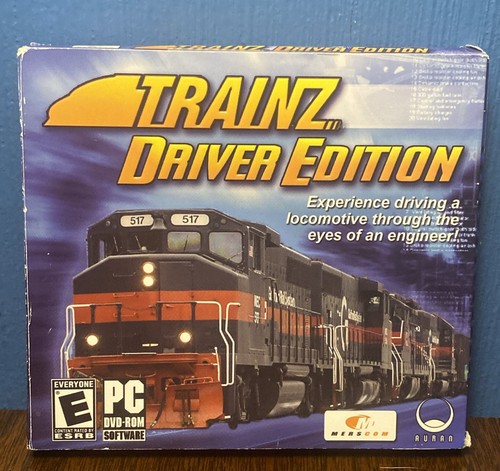 TRAINZ DRIVER EDITION
TRAINZ
DRIVER EDITION
Experience driving a
locomotive through the
eyes of an engineer!
517 517
EVERYONE
E
CONTENT RATED BY
ESRB
PC
DVD-ROM
SOFTWARE
MERSCOM
AURAN